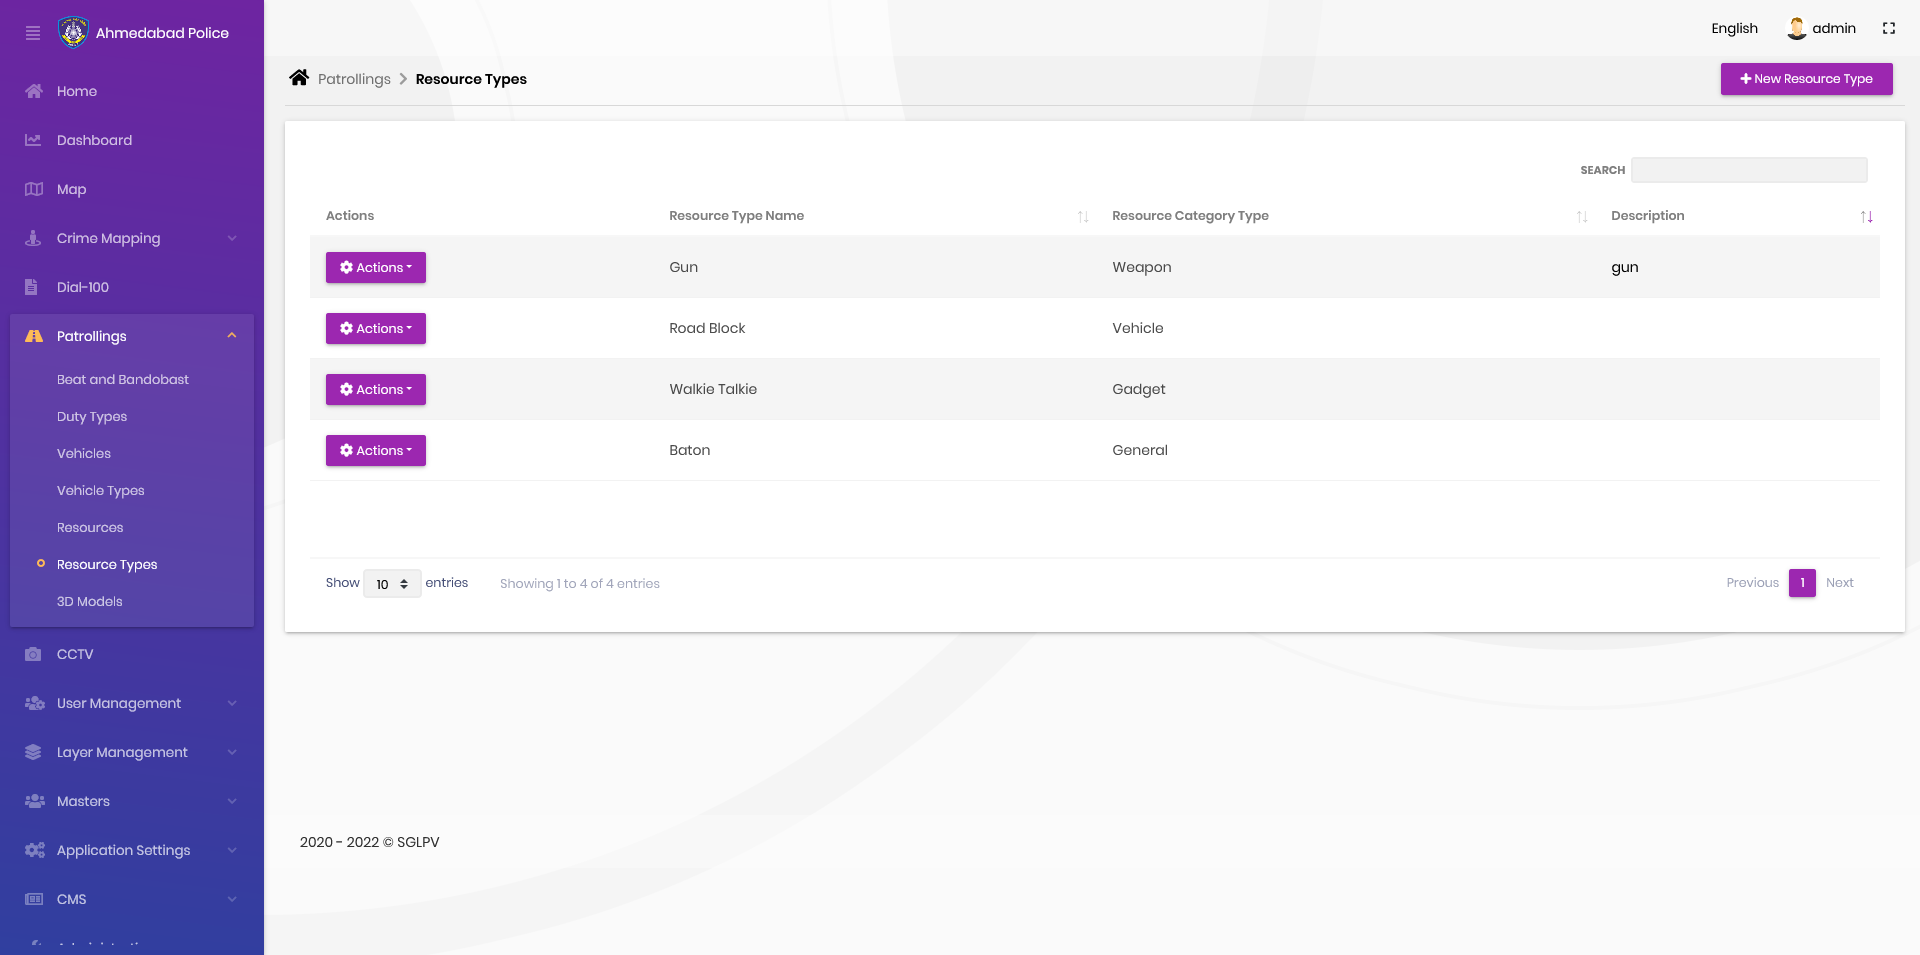 Ahmedabad Police
English
admin
Home
Dashboard
Map
Crime Mapping
Dial-100
Patrollings
Beat and Bandobast
Duty Types
Vehicles
Vehicle Types
Resources
Resource Types
3D Models
CCTV
User Management
Layer Management
Masters
Application Settings
CMS
Patrollings > Resource Types
New Resource Type
SEARCH
Actions Resource Type Name Resource Category Type Description
Actions Gun Weapon gun
Actions Road Block Vehicle
Actions Walkie Talkie Gadget
Actions Baton General
Show 10 entries Showing 1 to 4 of 4 entries Previous 1 Next
2020 - 2022 © SGLPV